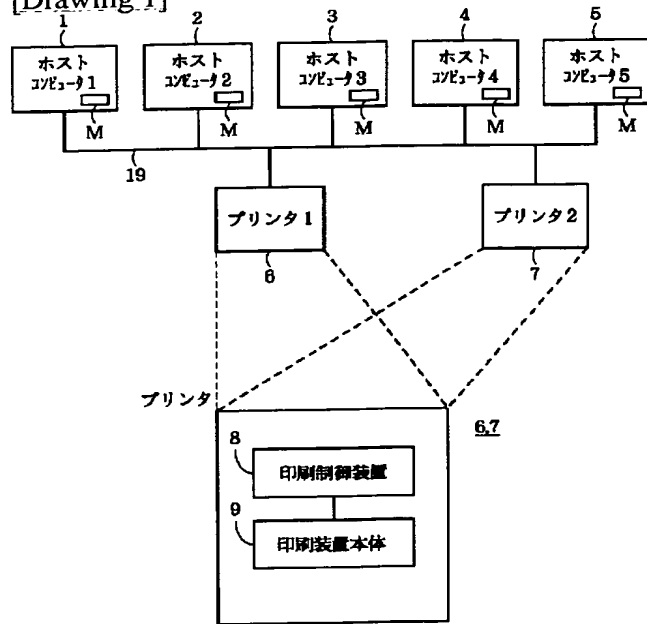 [Drawing 1]
1
2
3
4
5
ホスト
コンピュータ1
ホスト
コンピュータ2
ホスト
コンピュータ3
ホスト
コンピュータ4
ホスト
コンピュータ5
M
M
M
M
M
19
プリンタ1
プリンタ2
6
7
プリンタ
6,7
8
印刷制御装置
9
印刷装置本体